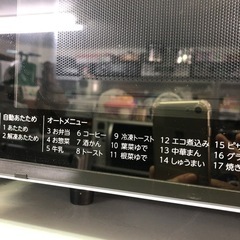 自動あたため
1 あたため
2 解凍あたため
オートメニュー
3 お弁当
4 お惣菜
5 牛乳
6 コーヒー
7 酒かん
8 トースト
9 冷凍トースト
10 葉菜ゆで
11 根菜ゆで
12 エコ煮込み
13 中華まん
14 しゅうまい
15 ピザ
16 グラ
17 焼き